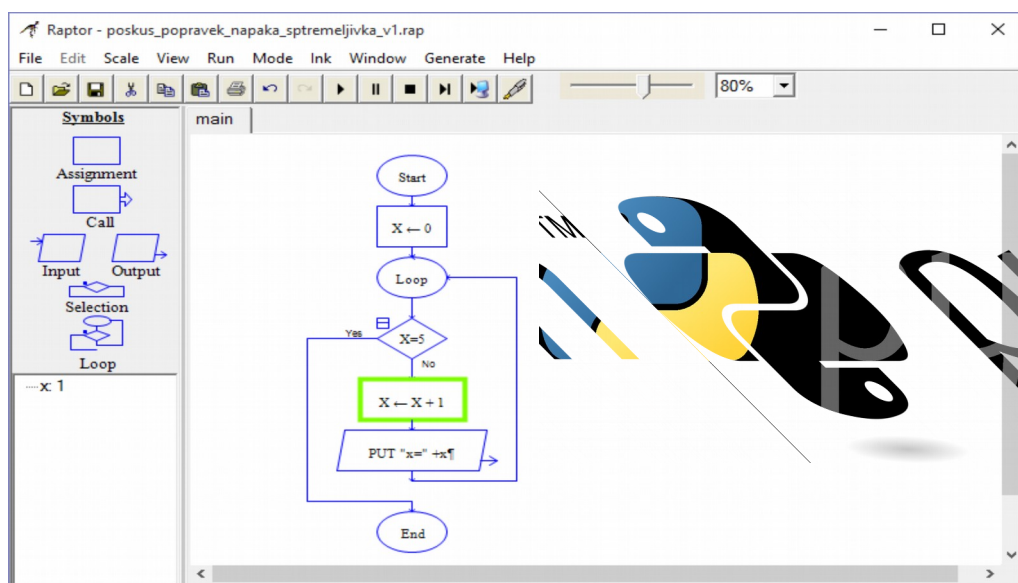 Raptor - poskus_popravek_napaka_sptremeljivka_v1.rap
File Edit Scale View Run Mode Ink Window Generate Help
80%
Symbols
main
Assignment
Call
Input Output
Selection
Loop
x: 1
Start
X ← 0
Loop
Yes
X=5
No
X ← X + 1
PUT "x=" +x¶
End
TM